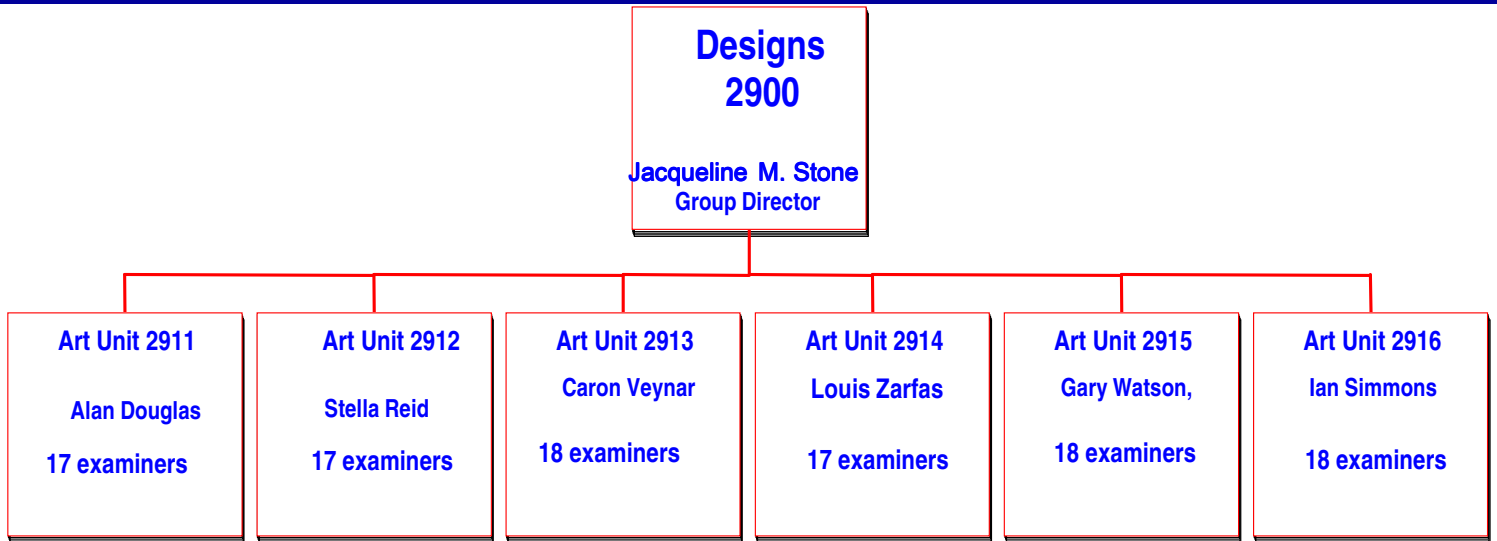 Designs
2900
Jacqueline M. Stone
Group Director
Art Unit 2911
Alan Douglas
17 examiners
Art Unit 2912
Stella Reid
17 examiners
Art Unit 2913
Caron Veynar
18 examiners
Art Unit 2914
Louis Zarfas
17 examiners
Art Unit 2915
Gary Watson,
18 examiners
Art Unit 2916
Ian Simmons
18 examiners